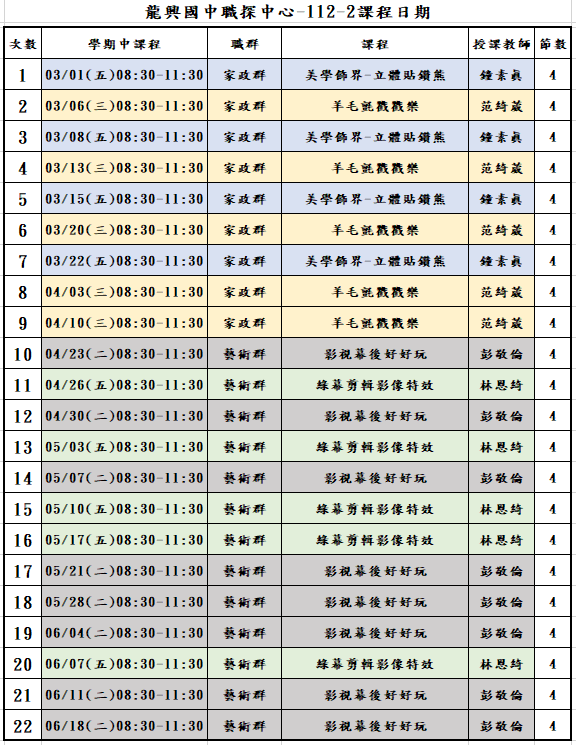 龍興國中職探中心-112-2課程日期
次數 學期中課程 職群 課程 授課教師 節數
1 03/01(五)08:30-11:30 家政群 美學飾界-立體貼鑽熊 鍾素真 4
2 03/06(三)08:30-11:30 家政群 羊毛氈戳戳樂 范綺葳 4
3 03/08(五)08:30-11:30 家政群 美學飾界-立體貼鑽熊 鍾素真 4
4 03/13(三)08:30-11:30 家政群 羊毛氈戳戳樂 范綺葳 4
5 03/15(五)08:30-11:30 家政群 美學飾界-立體貼鑽熊 鍾素真 4
6 03/20(三)08:30-11:30 家政群 羊毛氈戳戳樂 范綺葳 4
7 03/22(五)08:30-11:30 家政群 美學飾界-立體貼鑽熊 鍾素真 4
8 04/03(三)08:30-11:30 家政群 羊毛氈戳戳樂 范綺葳 4
9 04/10(三)08:30-11:30 家政群 羊毛氈戳戳樂 范綺葳 4
10 04/23(二)08:30-11:30 藝術群 影視幕後好好玩 彭敬倫 4
11 04/26(五)08:30-11:30 藝術群 綠幕剪輯影像特效 林恩綺 4
12 04/30(二)08:30-11:30 藝術群 影視幕後好好玩 彭敬倫 4
13 05/03(五)08:30-11:30 藝術群 綠幕剪輯影像特效 林恩綺 4
14 05/07(二)08:30-11:30 藝術群 影視幕後好好玩 彭敬倫 4
15 05/10(五)08:30-11:30 藝術群 綠幕剪輯影像特效 林恩綺 4
16 05/17(五)08:30-11:30 藝術群 綠幕剪輯影像特效 林恩綺 4
17 05/21(二)08:30-11:30 藝術群 影視幕後好好玩 彭敬倫 4
18 05/28(二)08:30-11:30 藝術群 影視幕後好好玩 彭敬倫 4
19 06/04(二)08:30-11:30 藝術群 影視幕後好好玩 彭敬倫 4
20 06/07(五)08:30-11:30 藝術群 綠幕剪輯影像特效 林恩綺 4
21 06/11(二)08:30-11:30 藝術群 影視幕後好好玩 彭敬倫 4
22 06/18(二)08:30-11:30 藝術群 影視幕後好好玩 彭敬倫 4